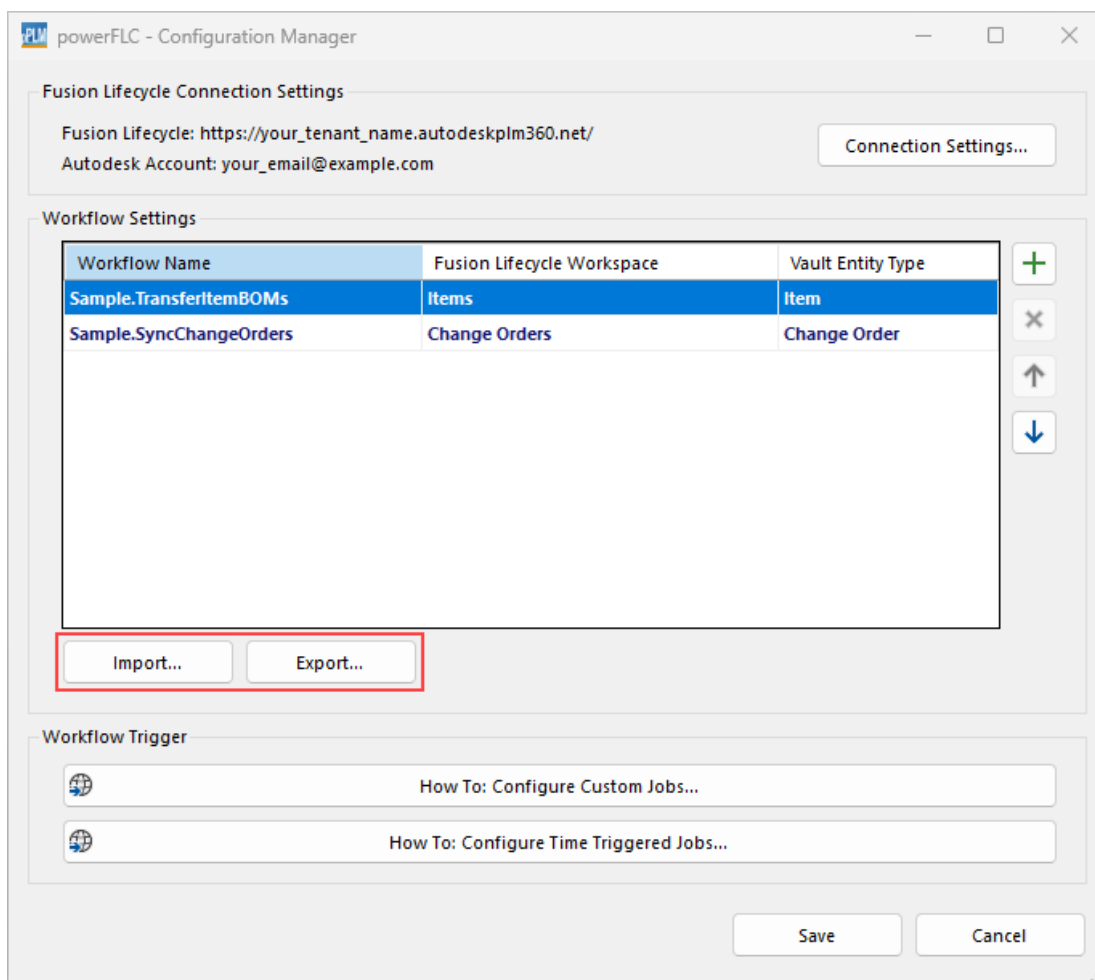 PLM powerFLC - Configuration Manager
Fusion Lifecycle Connection Settings
Fusion Lifecycle: https://your_tenant_name.autodeskplm360.net/
Autodesk Account: your_email@example.com
Connection Settings...
Workflow Settings
Workflow Name Fusion Lifecycle Workspace Vault Entity Type
Sample.TransferItemBOMs Items Item
Sample.SyncChangeOrders Change Orders Change Order
Import... Export...
Workflow Trigger
How To: Configure Custom Jobs...
How To: Configure Time Triggered Jobs...
Save Cancel